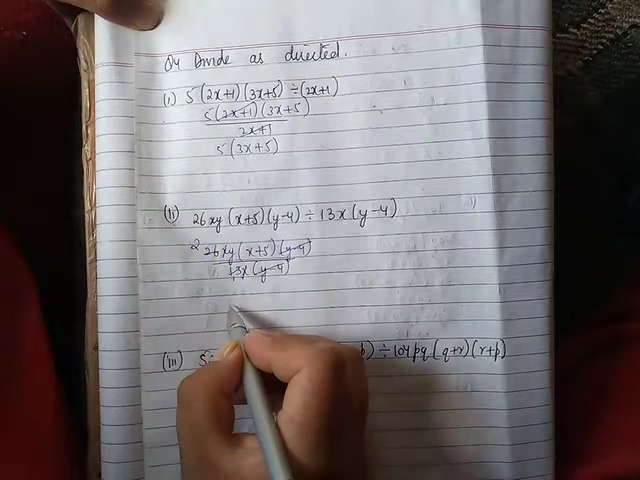 Q4 Divide as directed.
(i) 5(2x+1)(3x+5) ÷ (2x+1)
5(2x+1)(3x+5)
2x+1
5(3x+5)
(ii) 26xy(x+5)(y-4) ÷ 13x(y-4)
2 26xy(x+5)(y-4)
13x(y-4)
(iii) 5 ) ÷ 104pq(q+r)(r+p)